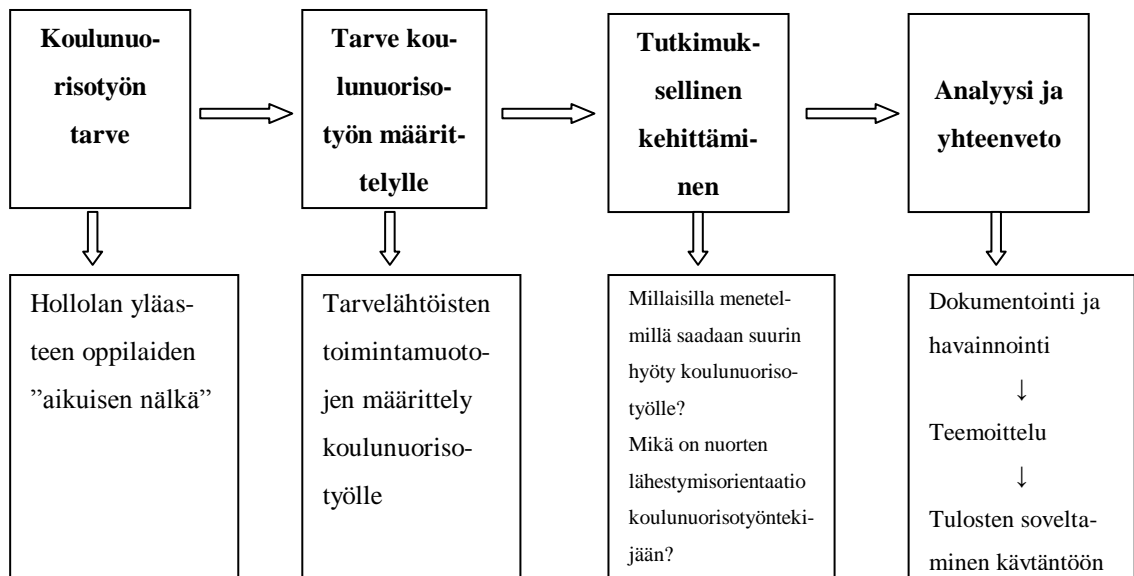 Koulunuo-
risotyön
tarve
Tarve kou-
lunuoriso-
työn määrit-
telylle
Tutkimuk-
sellinen
kehittämi-
nen
Analyysi ja
yhteenveto
Hollolan yläas-
teen oppilaiden
”aikuisen nälkä”
Tarvelähtöisten
toimintamuoto-
jen määrittely
koulunuoriso-
työlle
Millaisilla menetel-
millä saadaan suurin
hyöty koulunuoriso-
työlle?
Mikä on nuorten
lähestymisorientaatio
koulunuorisotyönteki-
jään?
Dokumentointi ja
havainnointi
↓
Teemoittelu
↓
Tulosten sovelta-
minen käytäntöön